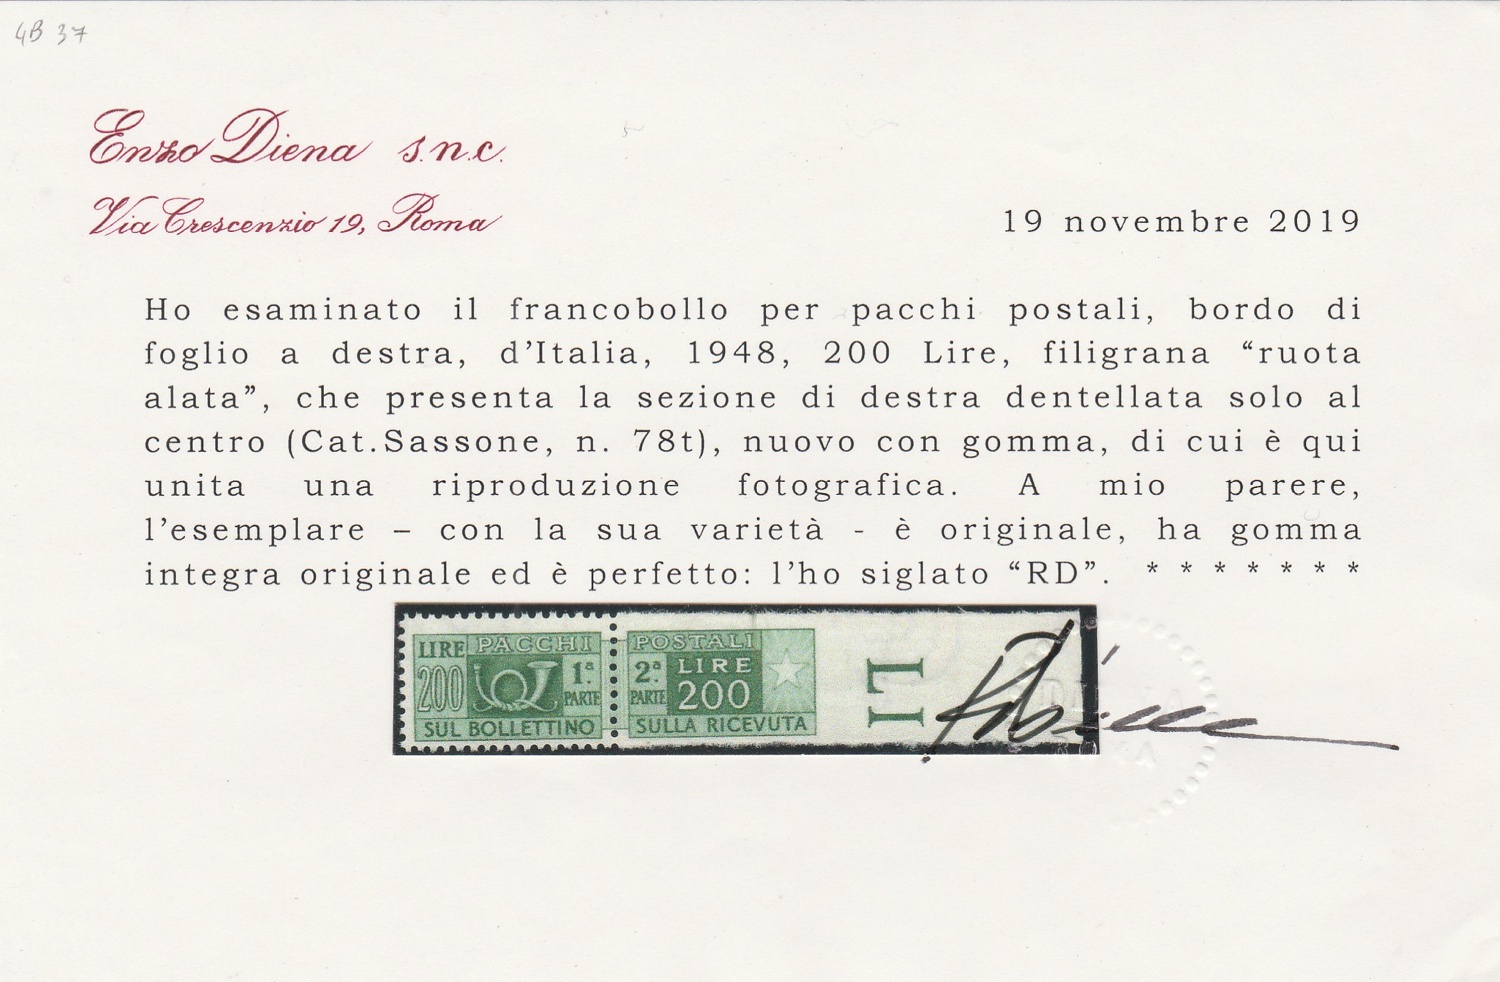 4B 37
Enzo Diena s.n.c.
Via Crescenzio 19, Roma
19 novembre 2019
Ho esaminato il francobollo per pacchi postali, bordo di
foglio a destra, d’Italia, 1948, 200 Lire, filigrana “ruota
alata”, che presenta la sezione di destra dentellata solo al
centro (Cat.Sassone, n. 78t), nuovo con gomma, di cui è qui
unita una riproduzione fotografica. A mio parere,
l’esemplare – con la sua varietà - è originale, ha gomma
integra originale ed è perfetto: l’ho siglato “RD”. * * * * * * *
LIRE PACCHI
200 1ª PARTE
SUL BOLLETTINO
POSTALI
2ª PARTE LIRE 200
SULLA RICEVUTA
LI